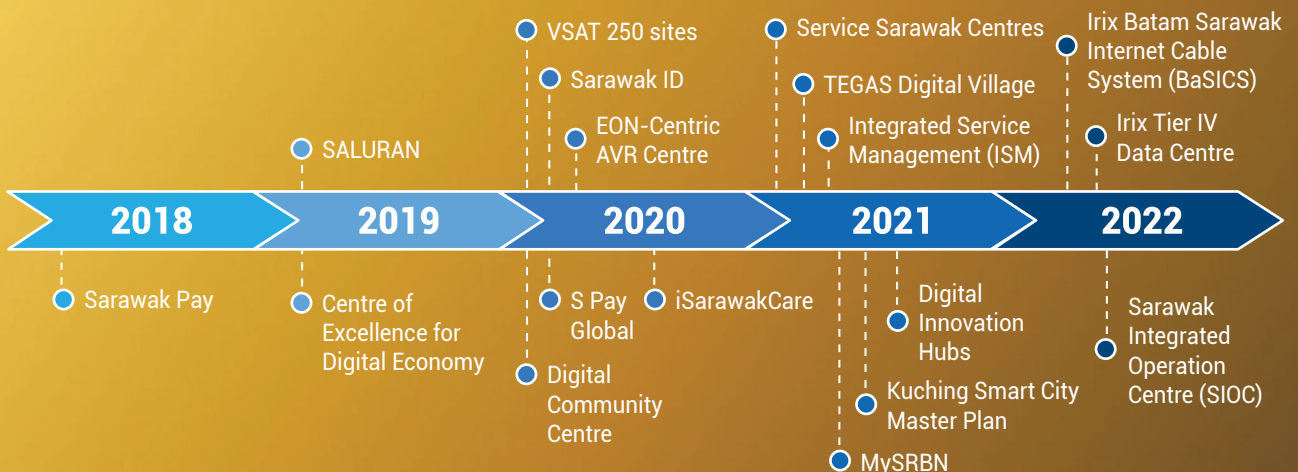 VSAT 250 sites
Sarawak ID
EON-Centric
AVR Centre
SALURAN
Service Sarawak Centres
TEGAS Digital Village
Integrated Service
Management (ISM)
Irix Batam Sarawak
Internet Cable
System (BaSICS)
Irix Tier IV
Data Centre
2018
2019
2020
2021
2022
Sarawak Pay
Centre of
Excellence for
Digital Economy
S Pay
Global
iSarawakCare
Digital
Community
Centre
Digital
Innovation
Hubs
Kuching Smart City
Master Plan
MySRBN
Sarawak
Integrated
Operation
Centre (SIOC)